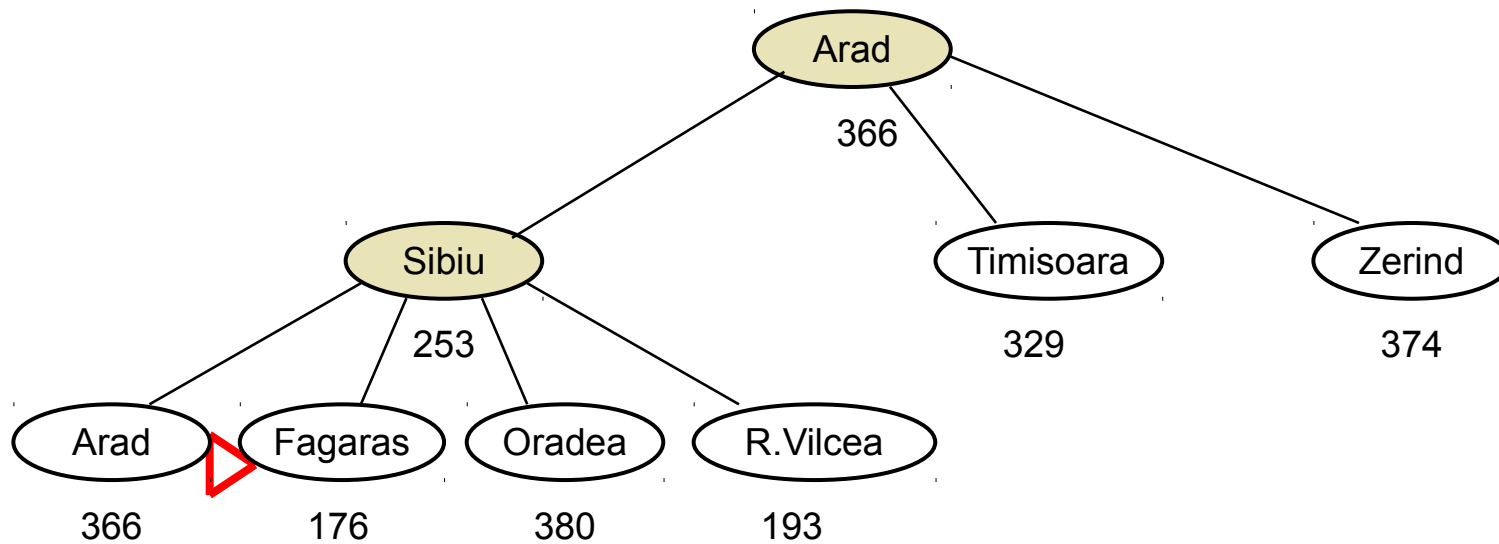 Arad
366
Sibiu Timisoara Zerind
253 329 374
Arad Fagaras Oradea R.Vilcea
366 176 380 193